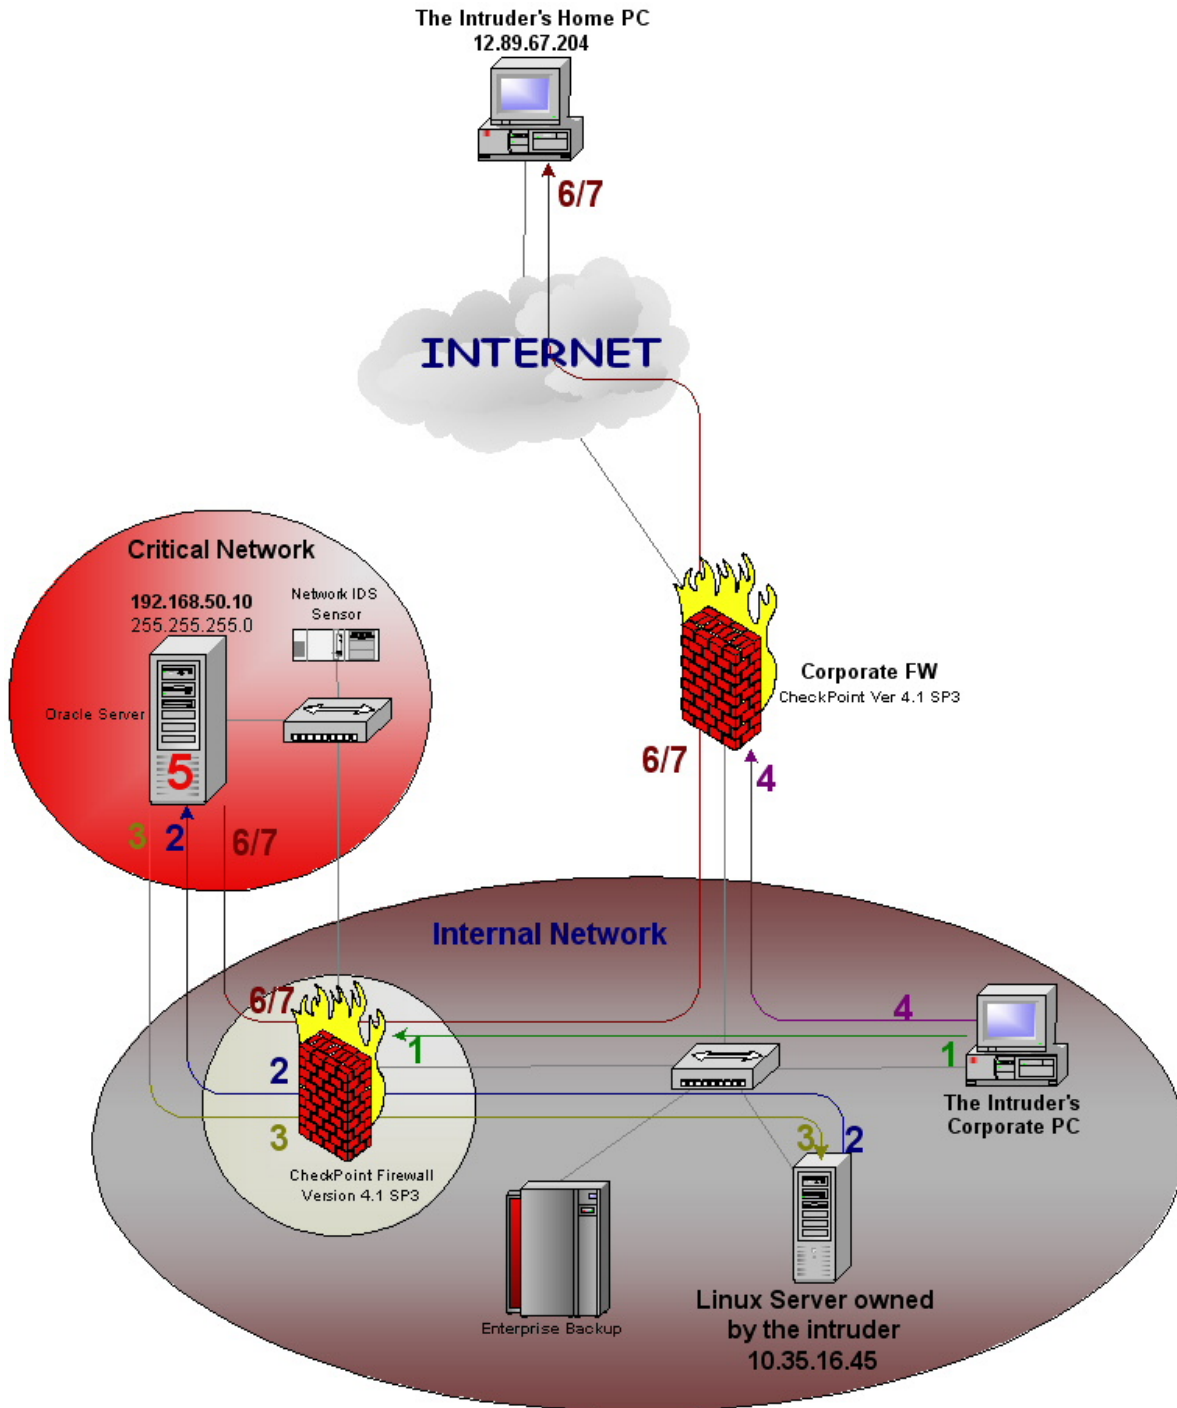 The Intruder's Home PC
12.89.67.204
6/7
INTERNET
Critical Network
192.168.50.10
255.255.255.0
Network IDS
Sensor
Oracle Server
5
Corporate FW
CheckPoint Ver 4.1 SP3
6/7
4
3
2
6/7
Internal Network
6/7
4
1
1
2
3
3
2
The Intruder's
Corporate PC
CheckPoint Firewall
Version 4.1 SP3
Enterprise Backup
Linux Server owned
by the intruder
10.35.16.45